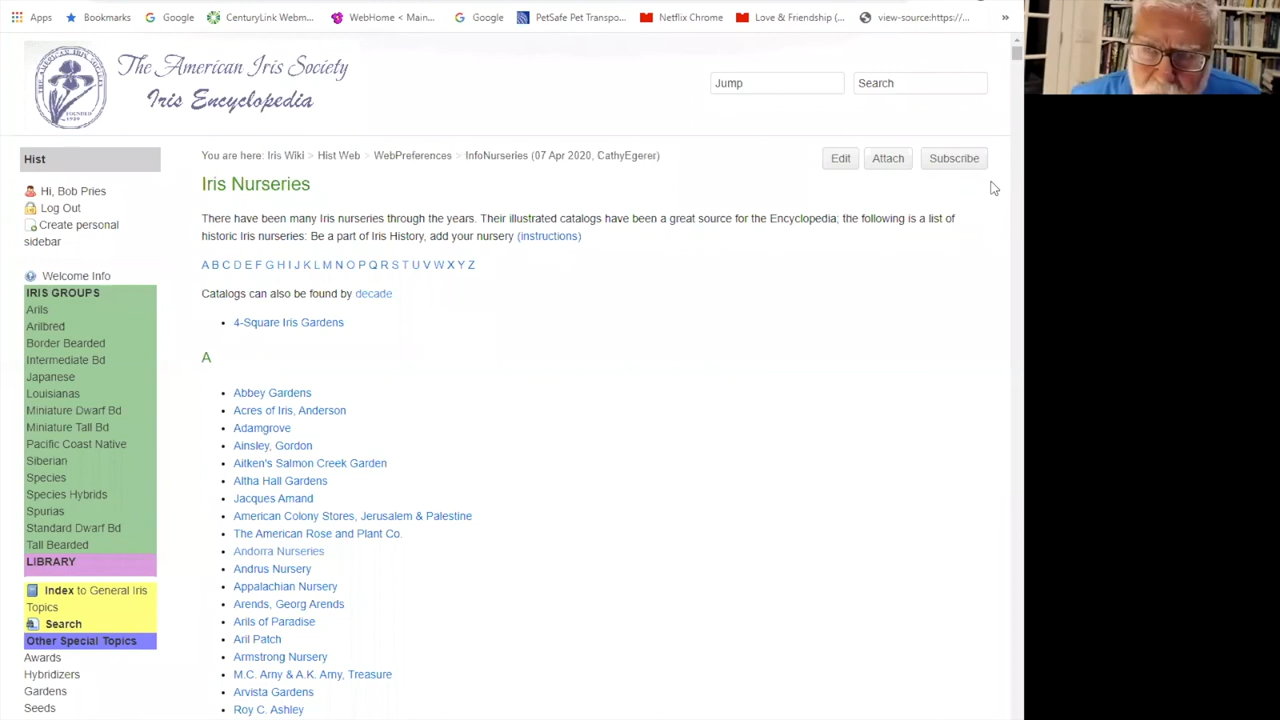 Apps Bookmarks Google CenturyLink Webm... WebHome < Main... Google PetSafe Pet Transpo... Netflix Chrome Love & Friendship (... view-source:https://... »
The American Iris Society
Iris Encyclopedia
Jump Search
Hist
Hi, Bob Pries
Log Out
Create personal
sidebar
Welcome Info
IRIS GROUPS
Arils
Arilbred
Border Bearded
Intermediate Bd
Japanese
Louisianas
Miniature Dwarf Bd
Miniature Tall Bd
Pacific Coast Native
Siberian
Species
Species Hybrids
Spurias
Standard Dwarf Bd
Tall Bearded
LIBRARY
Index to General Iris
Topics
Search
Other Special Topics
Awards
Hybridizers
Gardens
Seeds
You are here: Iris Wiki > Hist Web > WebPreferences > InfoNurseries (07 Apr 2020, CathyEgerer)
Edit Attach Subscribe
Iris Nurseries
There have been many Iris nurseries through the years. Their illustrated catalogs have been a great source for the Encyclopedia; the following is a list of
historic Iris nurseries: Be a part of Iris History, add your nursery (instructions)
A B C D E F G H I J K L M N O P Q R S T U V W X Y Z
Catalogs can also be found by decade
• 4-Square Iris Gardens
A
• Abbey Gardens
• Acres of Iris, Anderson
• Adamgrove
• Ainsley, Gordon
• Aitken's Salmon Creek Garden
• Altha Hall Gardens
• Jacques Amand
• American Colony Stores, Jerusalem & Palestine
• The American Rose and Plant Co.
• Andorra Nurseries
• Andrus Nursery
• Appalachian Nursery
• Arends, Georg Arends
• Arils of Paradise
• Aril Patch
• Armstrong Nursery
• M.C. Arny & A.K. Arny, Treasure
• Arvista Gardens
• Roy C. Ashley